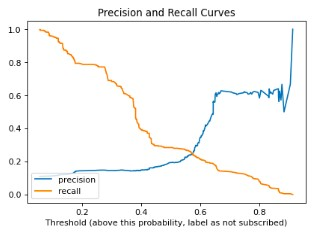 Precision and Recall Curves
1.0
0.8
0.6
0.4
0.2
0.0
precision
recall
0.2 0.4 0.6 0.8
Threshold (above this probability, label as not subscribed)